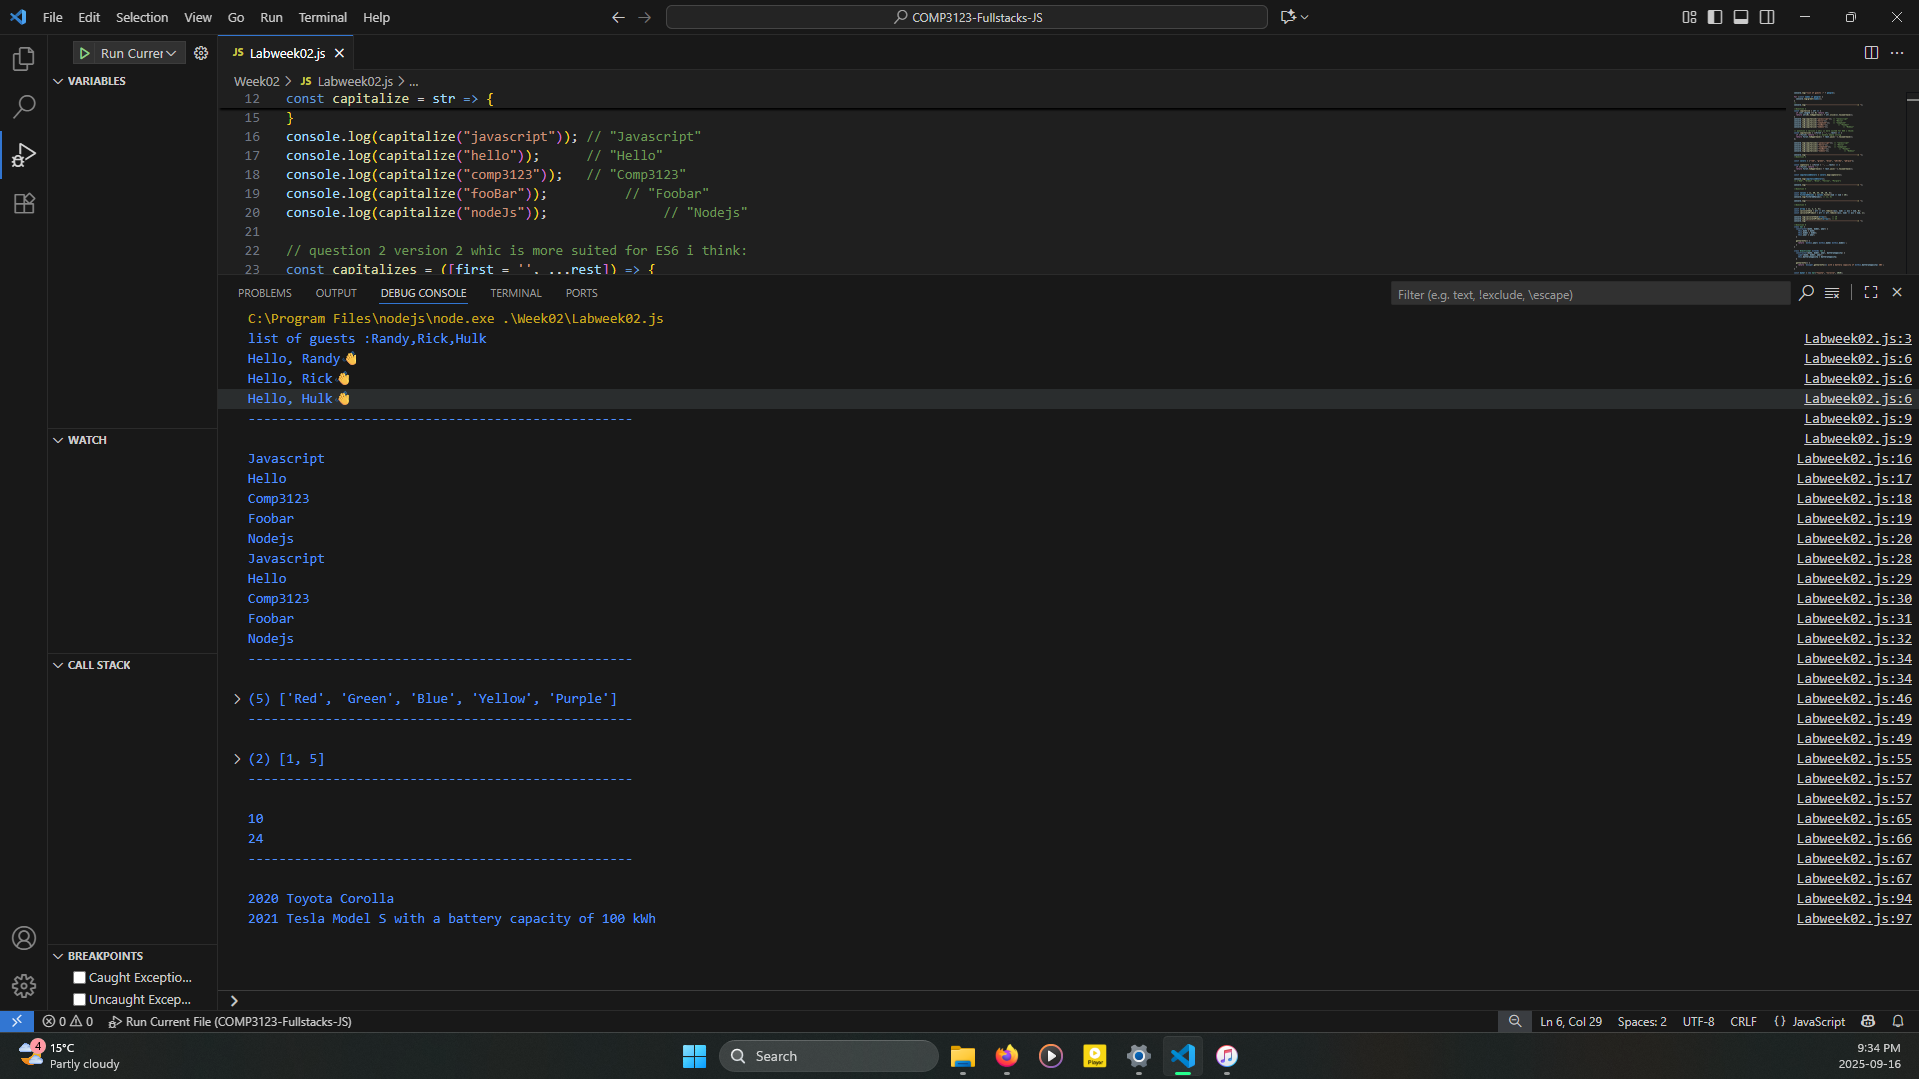 File Edit Selection View Go Run Terminal Help
COMP3123-Fullstacks-JS
Run Currer
JS Labweek02.js
VARIABLES
Week02 > JS Labweek02.js > ...
12 const capitalize = str => {
15 }
16 console.log(capitalize("javascript")); // "Javascript"
17 console.log(capitalize("hello")); // "Hello"
18 console.log(capitalize("comp3123")); // "Comp3123"
19 console.log(capitalize("fooBar")); // "Foobar"
20 console.log(capitalize("nodeJs")); // "Nodejs"
21
22 // question 2 version 2 whic is more suited for ES6 i think:
23 const capitalizes = ([first = '', ...rest]) => {
PROBLEMS OUTPUT DEBUG CONSOLE TERMINAL PORTS
Filter (e.g. text, !exclude, \escape)
C:\Program Files\nodejs\node.exe .\Week02\Labweek02.js
list of guests :Randy,Rick,Hulk Labweek02.js:3
Hello, Randy👋 Labweek02.js:6
Hello, Rick👋 Labweek02.js:6
Hello, Hulk👋 Labweek02.js:6
-------------------------------------------------- Labweek02.js:9
Labweek02.js:9
Javascript Labweek02.js:16
Hello Labweek02.js:17
Comp3123 Labweek02.js:18
Foobar Labweek02.js:19
Nodejs Labweek02.js:20
Javascript Labweek02.js:28
Hello Labweek02.js:29
Comp3123 Labweek02.js:30
Foobar Labweek02.js:31
Nodejs Labweek02.js:32
-------------------------------------------------- Labweek02.js:34
Labweek02.js:34
> (5) ['Red', 'Green', 'Blue', 'Yellow', 'Purple'] Labweek02.js:46
-------------------------------------------------- Labweek02.js:49
Labweek02.js:49
> (2) [1, 5] Labweek02.js:55
-------------------------------------------------- Labweek02.js:57
Labweek02.js:57
10 Labweek02.js:65
24 Labweek02.js:66
-------------------------------------------------- Labweek02.js:67
Labweek02.js:67
2020 Toyota Corolla Labweek02.js:94
2021 Tesla Model S with a battery capacity of 100 kWh Labweek02.js:97
WATCH
CALL STACK
BREAKPOINTS
Caught Exceptio...
Uncaught Excep...
0 0 Run Current File (COMP3123-Fullstacks-JS)
Ln 6, Col 29 Spaces: 2 UTF-8 CRLF {} JavaScript
4
15°C
Partly cloudy
Search
Player
9:34 PM
2025-09-16